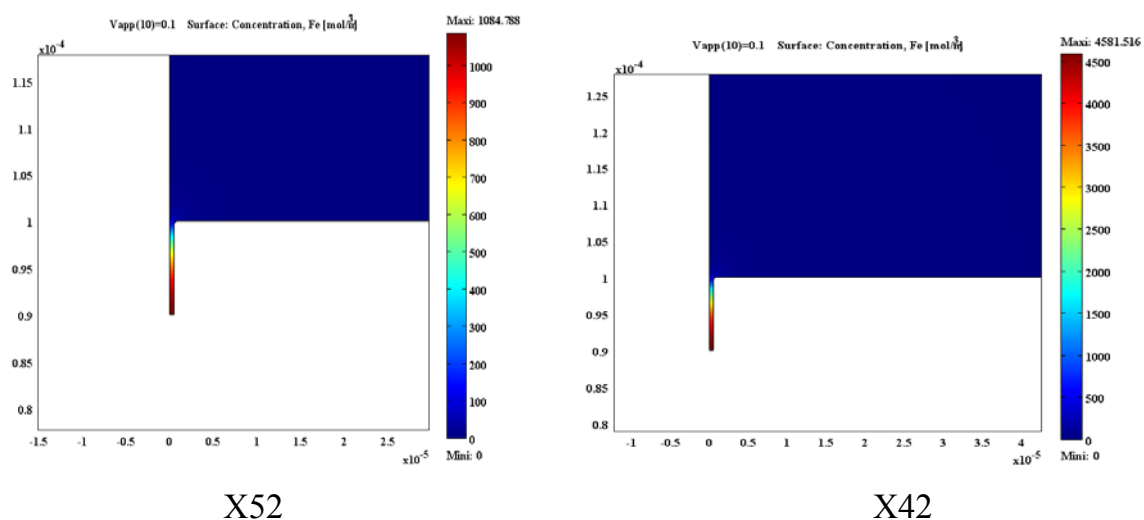 Vapp(10)=0.1 Surface: Concentration, Fe [mol/m³]
Maxi: 1084.788
x10⁻⁴
1.15
1.1
1.05
1
0.95
0.9
0.85
0.8
-1.5 -1 -0.5 0 0.5 1 1.5 2 2.5
x10⁻⁵
1000
900
800
700
600
500
400
300
200
100
0
Mini: 0
X52
Vapp(10)=0.1 Surface: Concentration, Fe [mol/m³]
Maxi: 4581.516
x10⁻⁴
1.25
1.2
1.15
1.1
1.05
1
0.95
0.9
0.85
0.8
-1 -0.5 0 0.5 1 1.5 2 2.5 3 3.5 4
x10⁻⁵
4500
4000
3500
3000
2500
2000
1500
1000
500
0
Mini: 0
X42